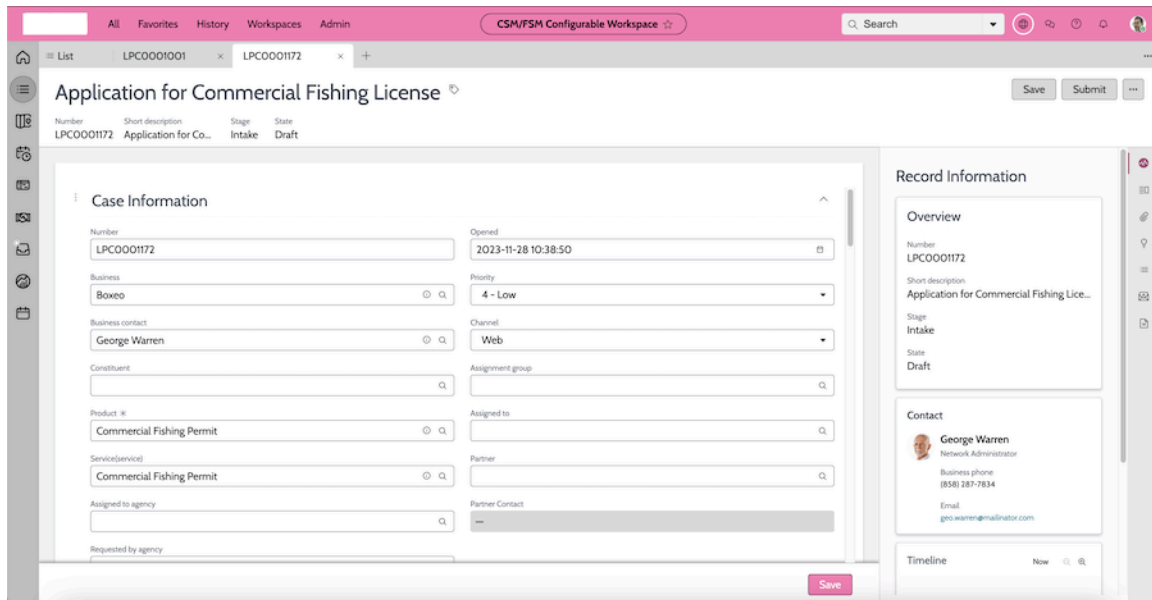 All Favorites History Workspaces Admin CSM/FSM Configurable Workspace Search
List LPC0001001 LPC0001172
Application for Commercial Fishing License Save Submit
Number Short description Stage State
LPC0001172 Application for Co... Intake Draft
Case Information
Number
LPC0001172
Opened
2023-11-28 10:38:50
Business
Boxeo
Priority
4 - Low
Business contact
George Warren
Channel
Web
Constituent
Assignment group
Product
Commercial Fishing Permit
Assigned to
Service(service)
Commercial Fishing Permit
Partner
Assigned to agency
Partner Contact
—
Requested by agency
Save
Record Information
Overview
Number
LPC0001172
Short description
Application for Commercial Fishing Lice...
Stage
Intake
State
Draft
Contact
George Warren
Network Administrator
Business phone
(858) 287-7834
Email
geo.warren@mailinator.com
Timeline Now